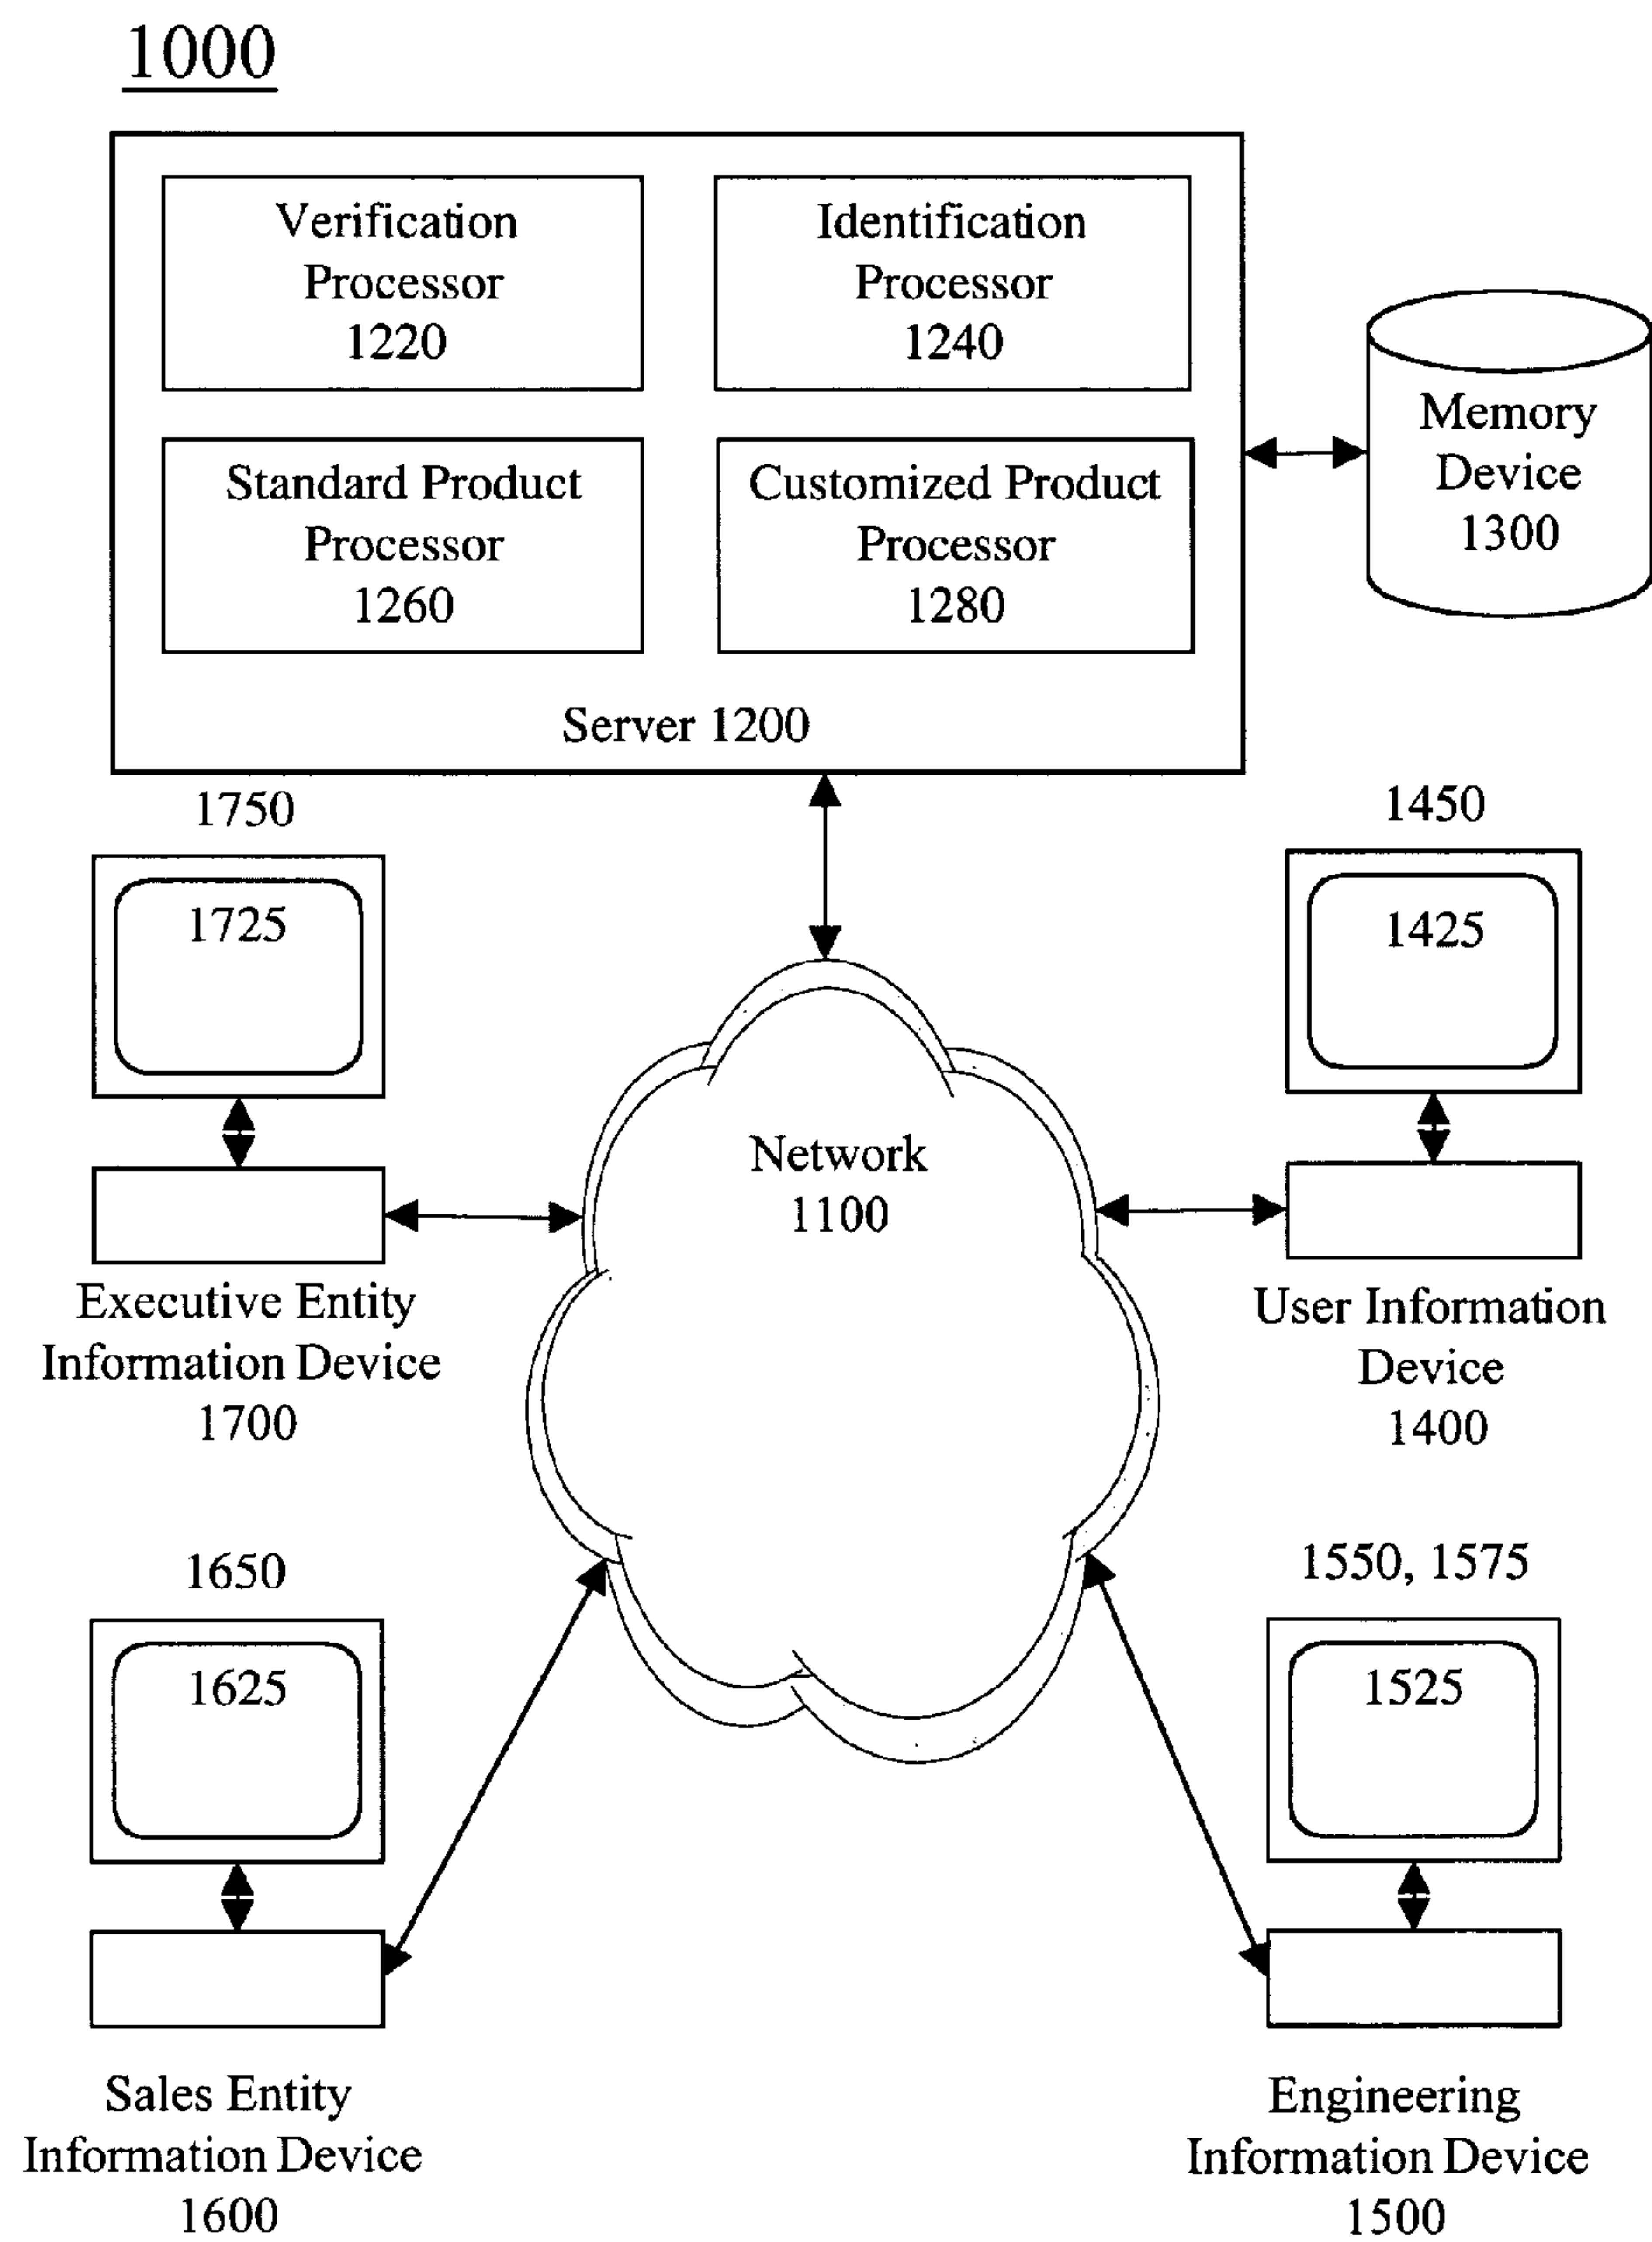 1000
Verification
Processor
1220
Identification
Processor
1240
Standard Product
Processor
1260
Customized Product
Processor
1280
Server 1200
Memory
Device
1300
1750
1725
1450
1425
Network
1100
Executive Entity
Information Device
1700
User Information
Device
1400
1650
1625
1550, 1575
1525
Sales Entity
Information Device
1600
Engineering
Information Device
1500